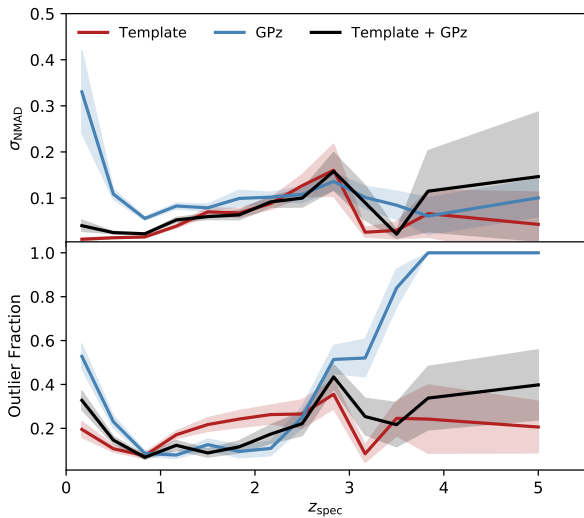 Template GPz Template + GPz
0.5
0.4
0.3
0.2
0.1
σNMAD
1.0
0.8
0.6
0.4
0.2
Outlier Fraction
0 1 2 3 4 5
zspec